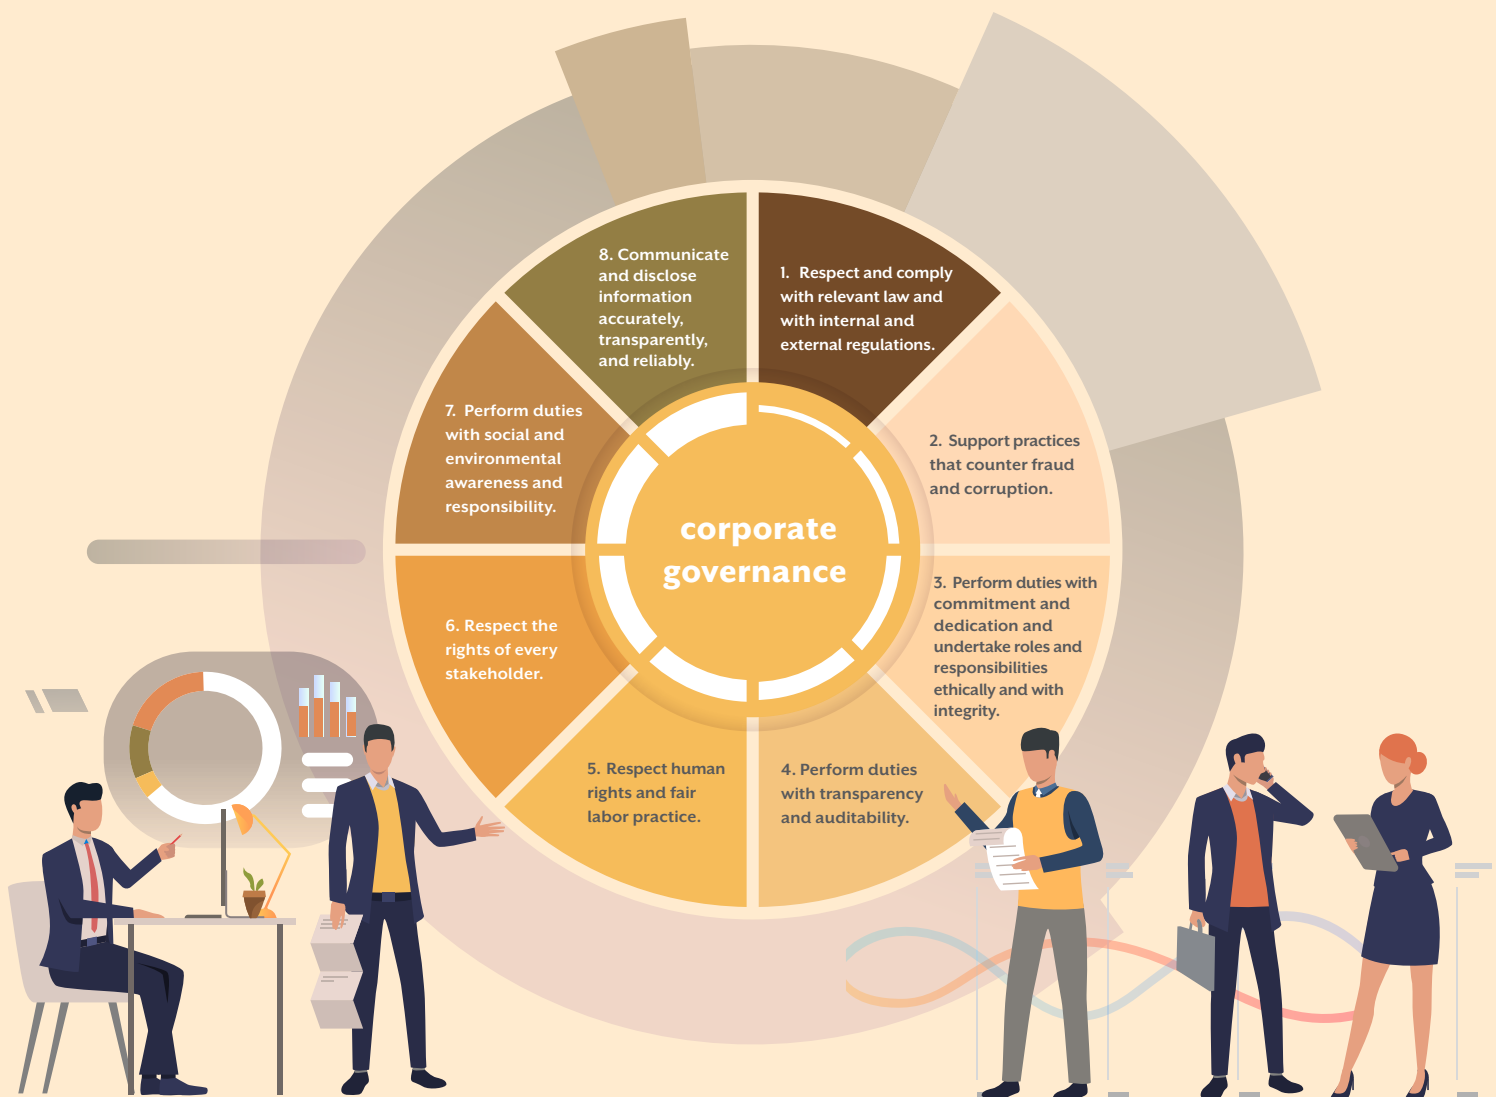 8. Communicate
and disclose
information
accurately,
transparently,
and reliably.
1. Respect and comply
with relevant law and
with internal and
external regulations.
7. Perform duties
with social and
environmental
awareness and
responsibility.
2. Support practices
that counter fraud
and corruption.
corporate
governance
3. Perform duties with
commitment and
dedication and
undertake roles and
responsibilities
ethically and with
integrity.
6. Respect the
rights of every
stakeholder.
5. Respect human
rights and fair
labor practice.
4. Perform duties
with transparency
and auditability.